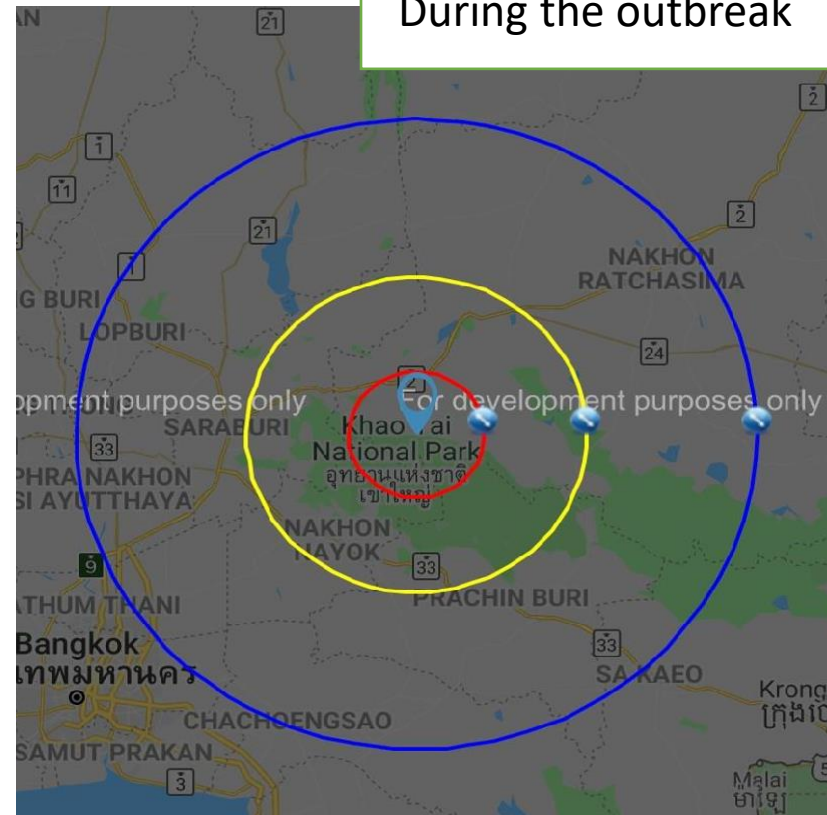 During the outbreak
21
2
1
11
2
21
NAKHON
RATCHASIMA
1
G BURI
LOPBURI
24
2
opment purposes only
For development purposes only
SARABURI
Khao Yai
National Park
อุทยานแห่งชาติ
เขาใหญ่
33
PHRA NAKHON
SI AYUTTHAYA
NAKHON
NAYOK
9
33
PRACHIN BURI
ATHUM THANI
Bangkok
เทพมหานคร
33
SA KAEO
Krong
CHACHOENGSAO
SAMUT PRAKAN
3
Malai
ម៉ាឡៃ
5